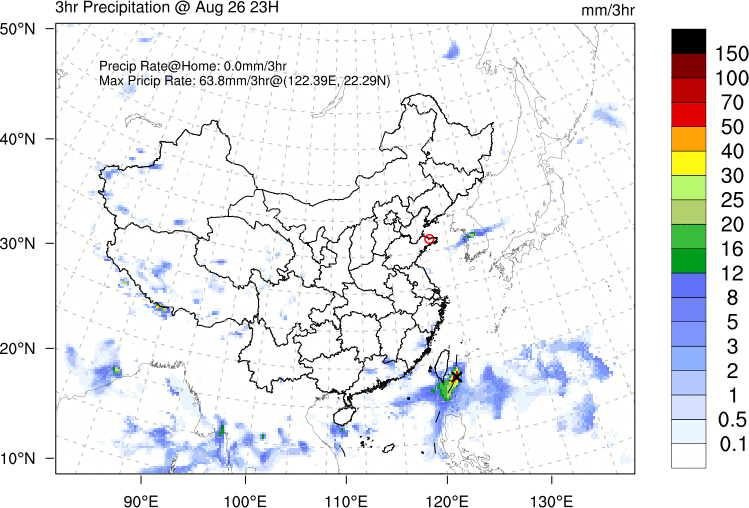 3hr Precipitation @ Aug 26 23H
mm/3hr
Precip Rate@Home: 0.0mm/3hr
Max Pricip Rate: 63.8mm/3hr@(122.39E, 22.29N)
50°N
40°N
30°N
20°N
10°N
90°E
100°E
110°E
120°E
130°E
150
100
70
50
40
30
25
20
16
12
8
5
3
2
1
0.5
0.1